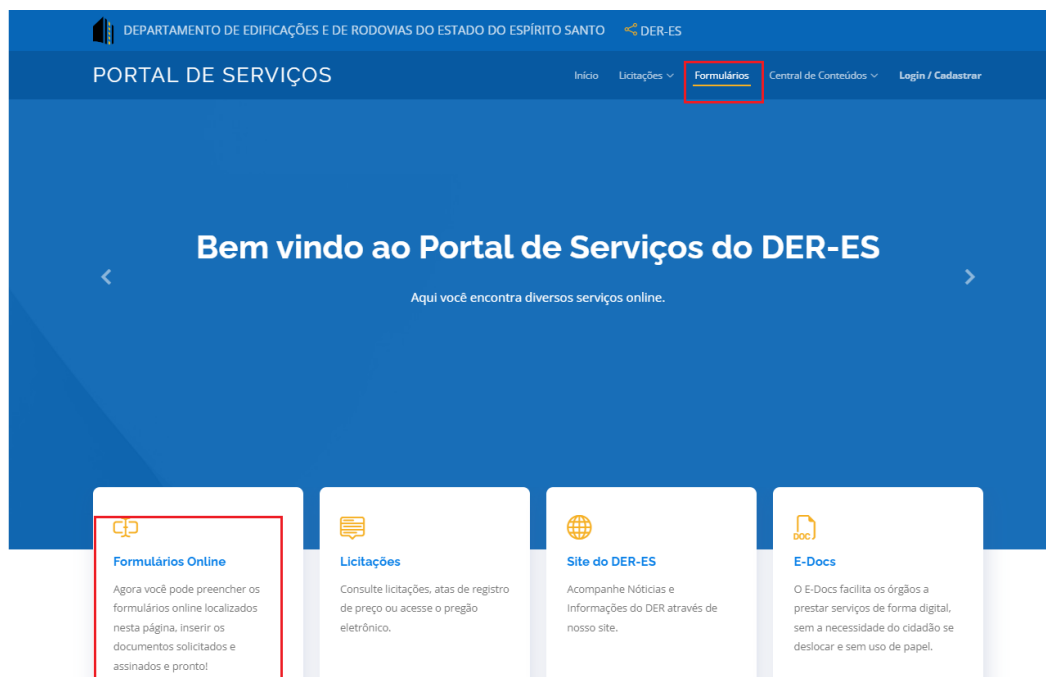 DEPARTAMENTO DE EDIFICAÇÕES E DE RODOVIAS DO ESTADO DO ESPÍRITO SANTO DER-ES
PORTAL DE SERVIÇOS
Início Licitações Formulários Central de Conteúdos Login / Cadastrar
Bem vindo ao Portal de Serviços do DER-ES
Aqui você encontra diversos serviços online.
Formulários Online
Agora você pode preencher os
formulários online localizados
nesta página, inserir os
documentos solicitados e
assinados e pronto!
Licitações
Consulte licitações, atas de registro
de preço ou acesse o pregão
eletrônico.
Site do DER-ES
Acompanhe Nóticias e
Informações do DER através de
nosso site.
DOC
E-Docs
O E-Docs facilita os órgãos a
prestar serviços de forma digital,
sem a necessidade do cidadão se
deslocar e sem uso de papel.